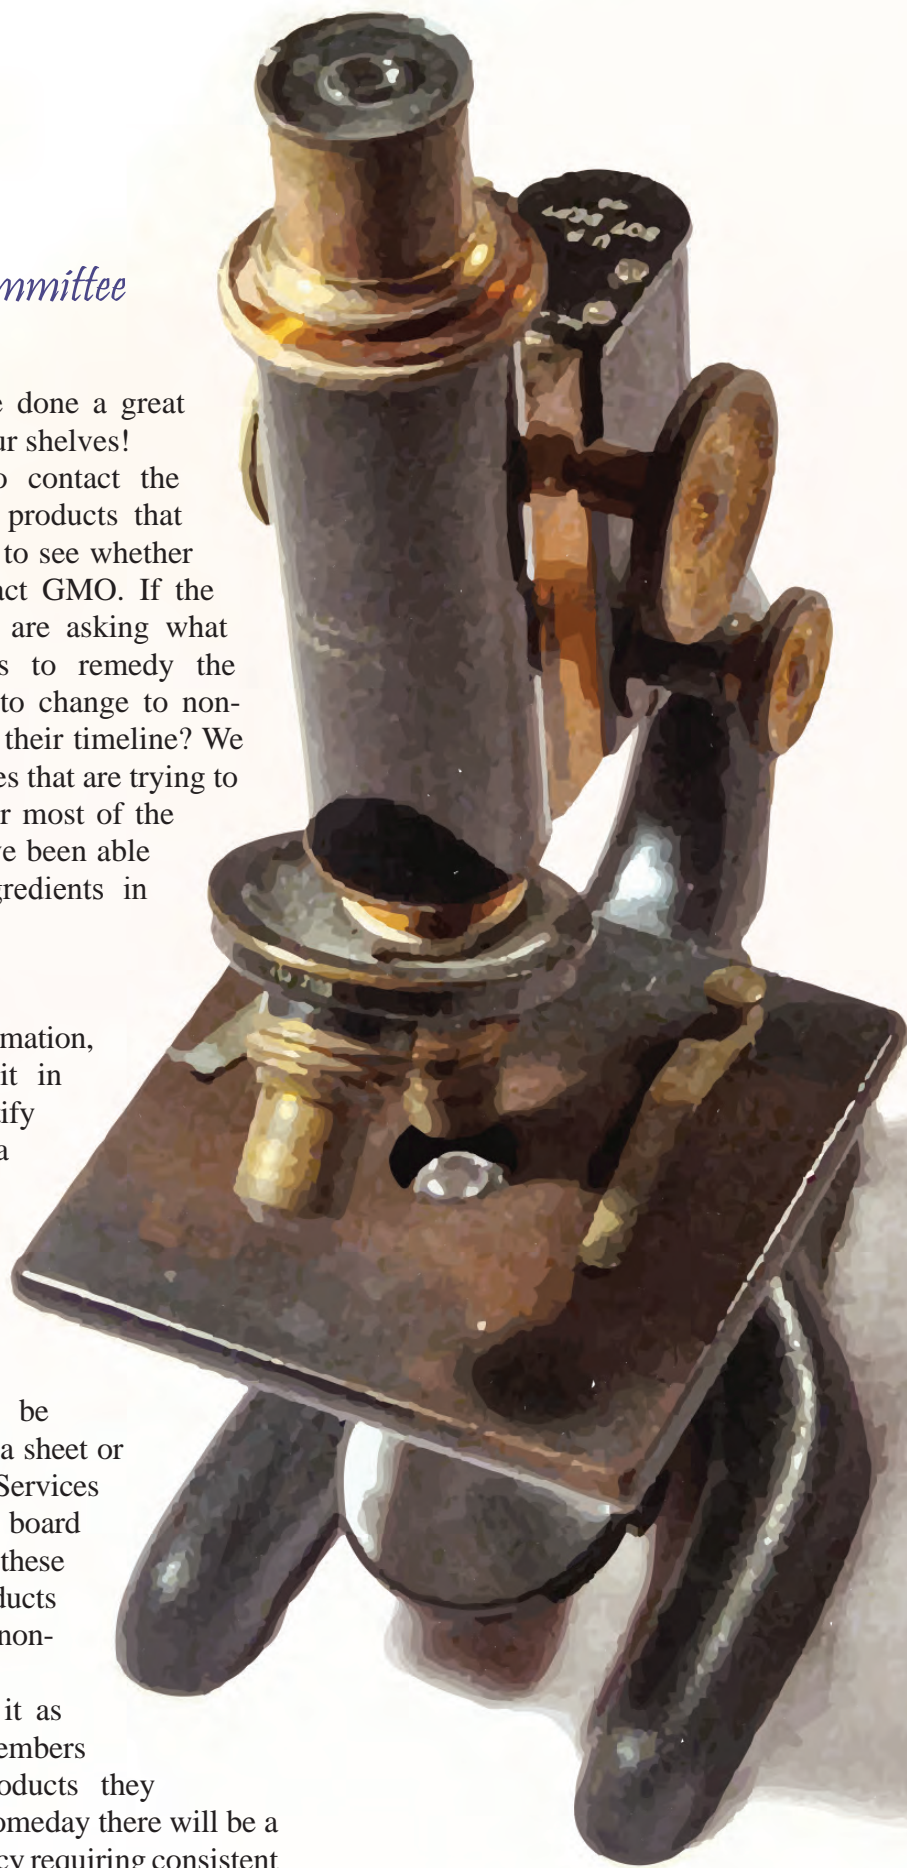 mmittee
e done a great
ur shelves!
o contact the
products that
to see whether
act GMO. If the
are asking what
s to remedy the
to change to non-
their timeline? We
es that are trying to
r most of the
ve been able
gredients in
mation,
it in
ify
a
be
a sheet or
Services
board
these
ducts
non-
it as
embers
oducts they
omeday there will be a
cy requiring consistent